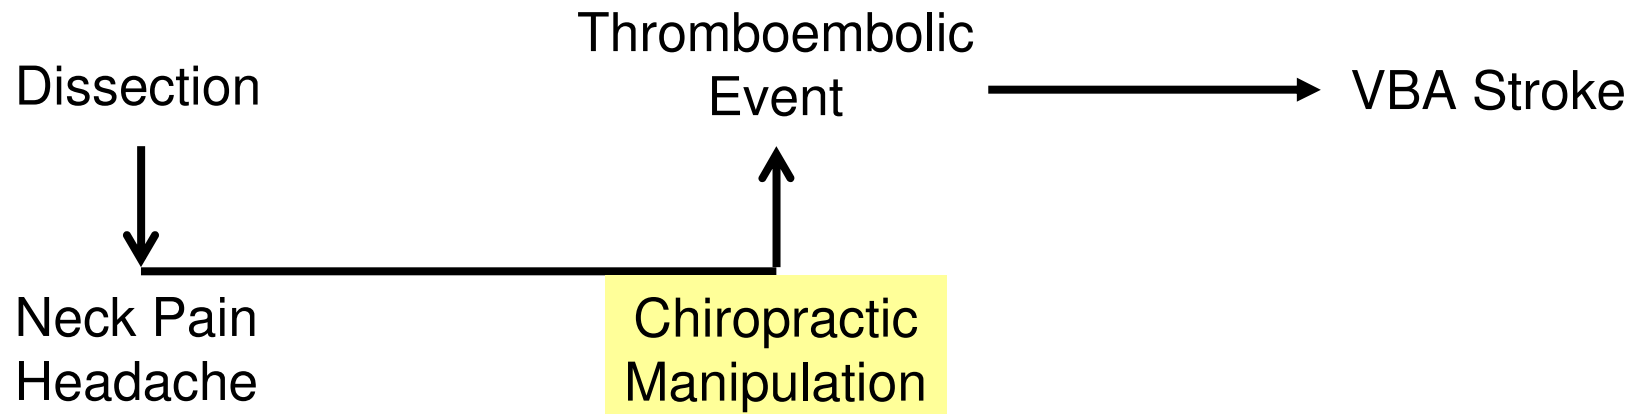 Dissection
Thromboembolic
Event
VBA Stroke
Neck Pain
Headache
Chiropractic
Manipulation